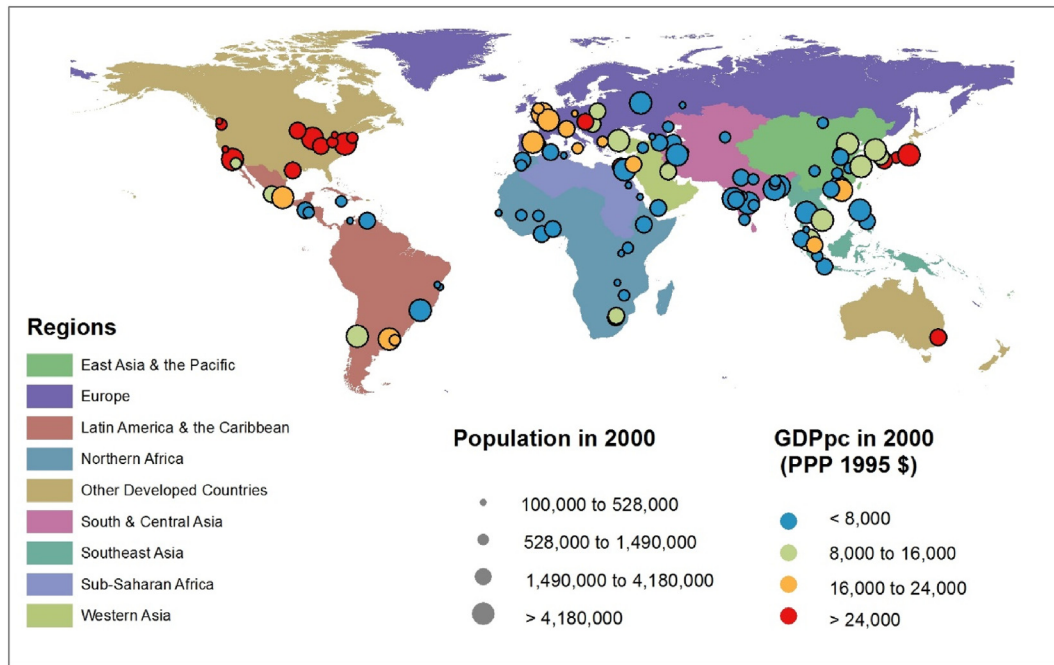 Regions
East Asia & the Pacific
Europe
Latin America & the Caribbean
Northern Africa
Other Developed Countries
South & Central Asia
Southeast Asia
Sub-Saharan Africa
Western Asia
Population in 2000
100,000 to 528,000
528,000 to 1,490,000
1,490,000 to 4,180,000
> 4,180,000
GDPpc in 2000
(PPP 1995 $)
< 8,000
8,000 to 16,000
16,000 to 24,000
> 24,000